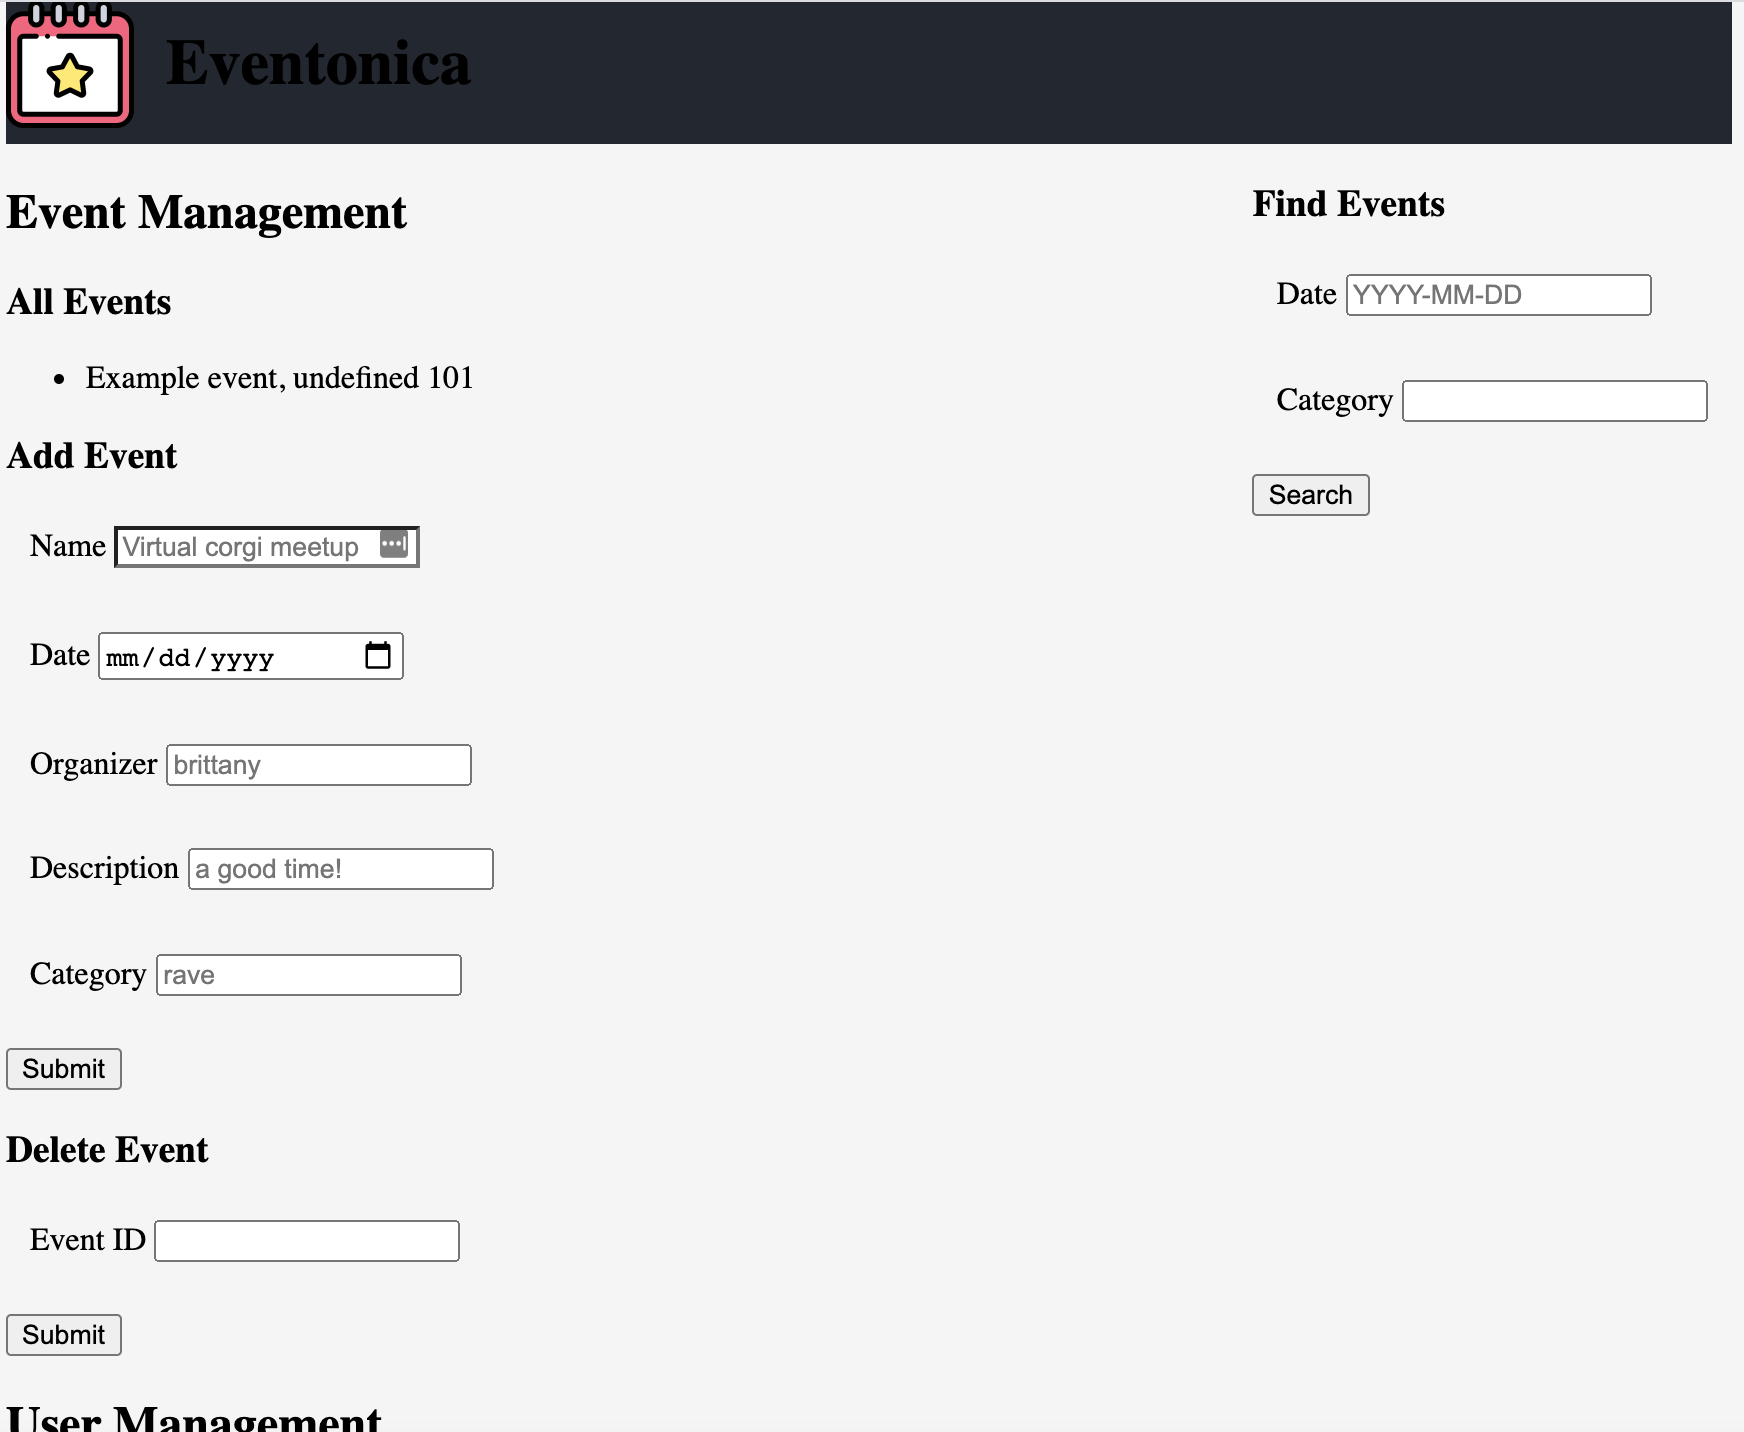 Eventonica
Event Management
All Events
• Example event, undefined 101
Add Event
Name Virtual corgi meetup
Date mm/dd/yyyy
Organizer brittany
Description a good time!
Category rave
Submit
Delete Event
Event ID
Submit
User Management
Find Events
Date YYYY-MM-DD
Category
Search